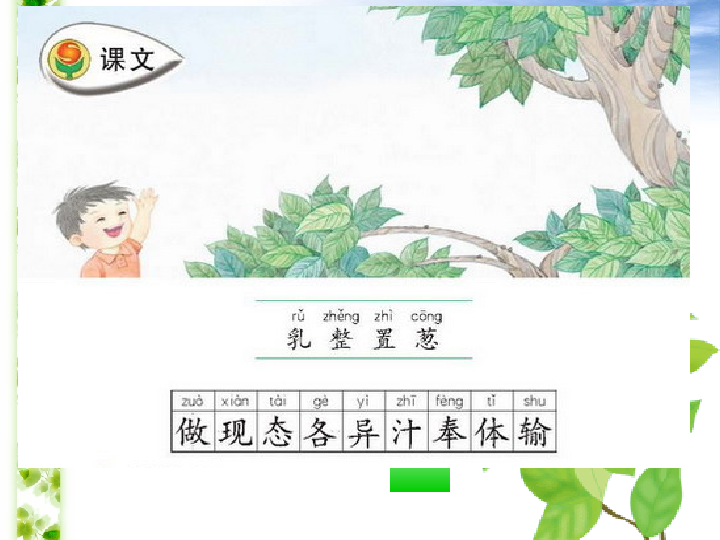 课文
rǔ zhěng zhì cōng
乳 整 置 葱
zuò xiàn tài gè yì zhī fèng tǐ shu
做 现 态 各 异 汁 奉 体 输